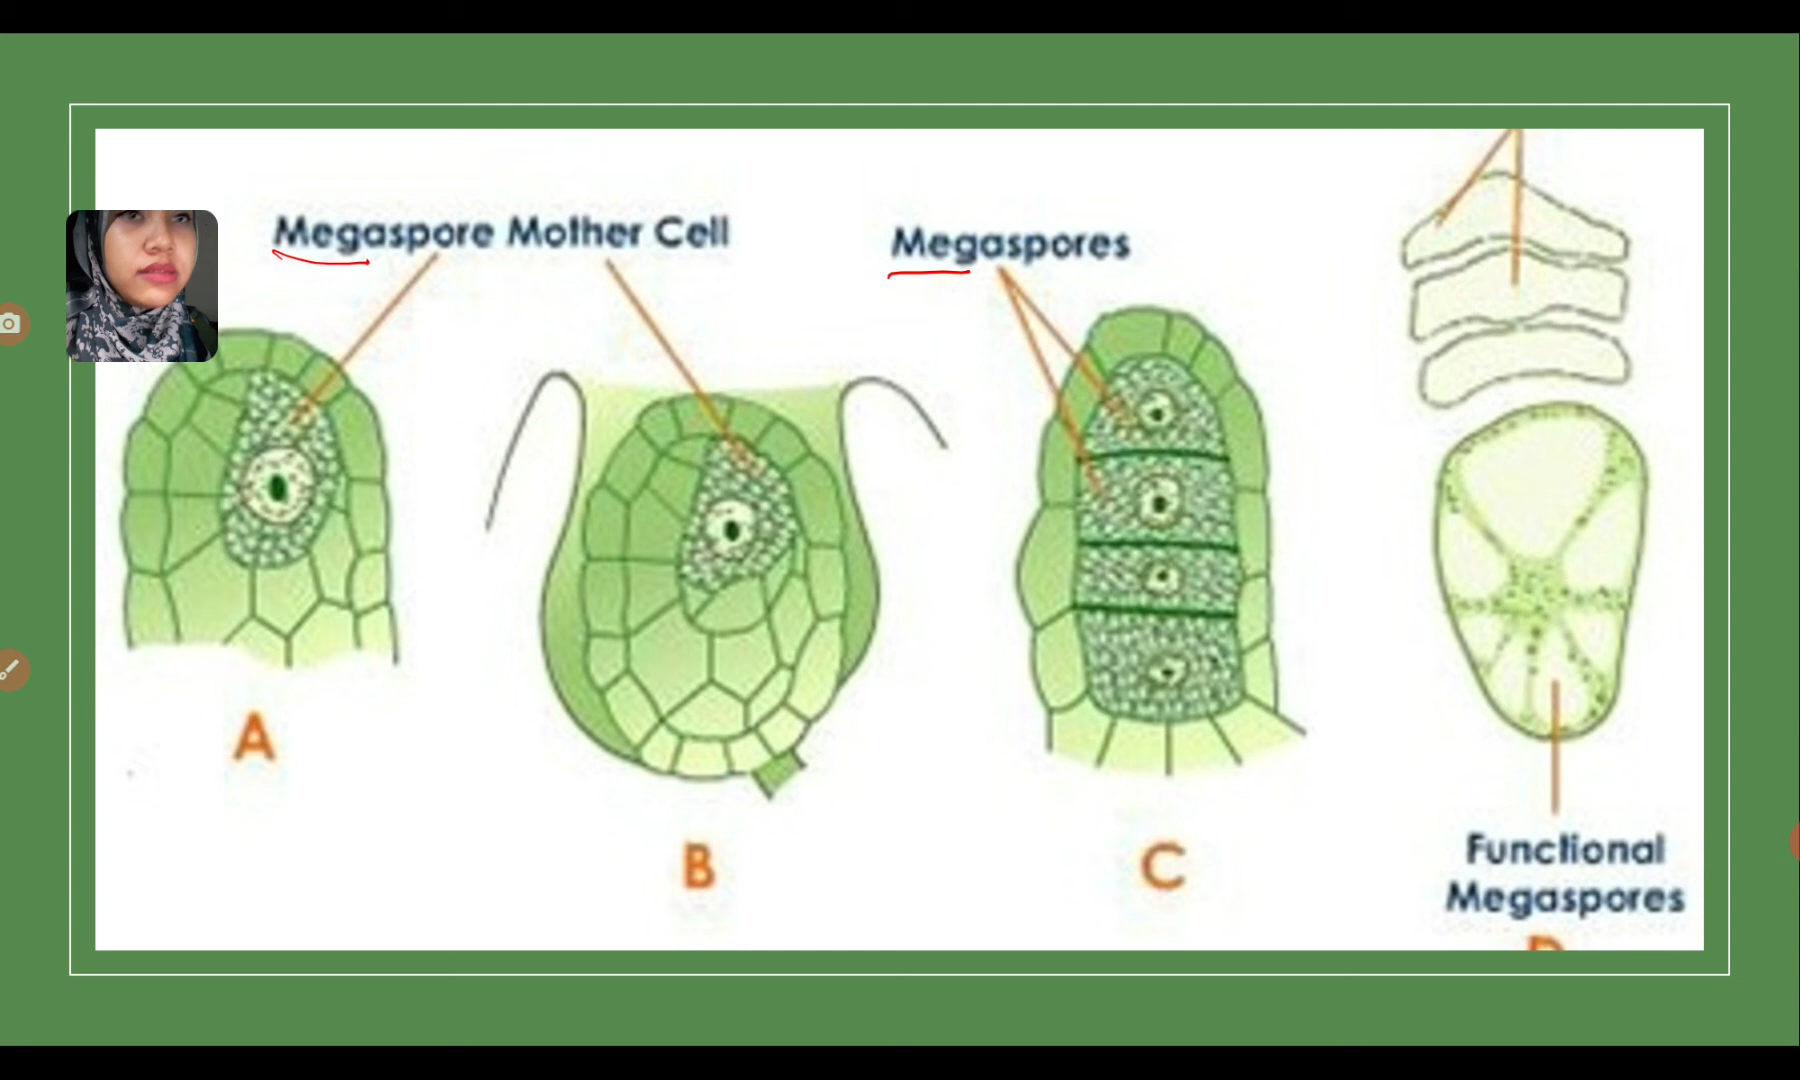 Megaspore Mother Cell
Megaspores
A
B
C
Functional
Megaspores
D